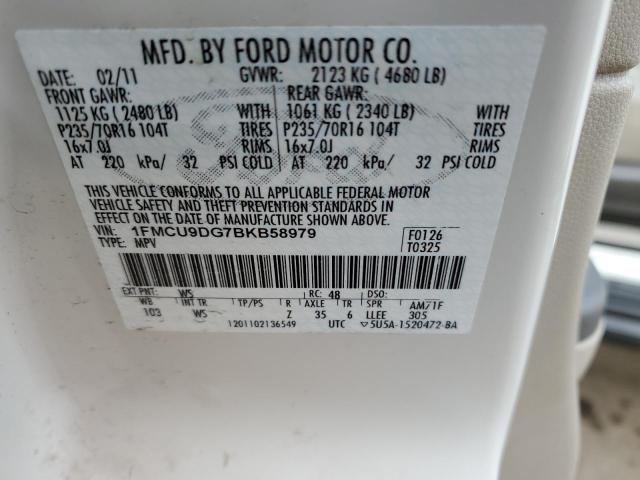 MFD. BY FORD MOTOR CO.
DATE: 02/11 GVWR: 2123 KG ( 4680 LB)
FRONT GAWR: REAR GAWR:
1125 KG ( 2480 LB) WITH 1061 KG ( 2340 LB) WITH
P235/70R16 104T TIRES P235/70R16 104T TIRES
16x7.0J RIMS 16x7.0J RIMS
AT 220 kPa/ 32 PSI COLD AT 220 kPa/ 32 PSI COLD
THIS VEHICLE CONFORMS TO ALL APPLICABLE FEDERAL MOTOR
VEHICLE SAFETY AND THEFT PREVENTION STANDARDS IN
EFFECT ON THE DATE OF MANUFACTURE SHOWN ABOVE.
VIN: 1FMCU9DG7BKB58979 F0126
TYPE: MPV T0325
EXT PNT: WS RC: 48 DSO:
WB INT TR TP/PS R AXLE TR SPR AM71F
103 WS Z 35 6 LLEE 305
1201102136549 UTC ▽5U5A-1520472-BA